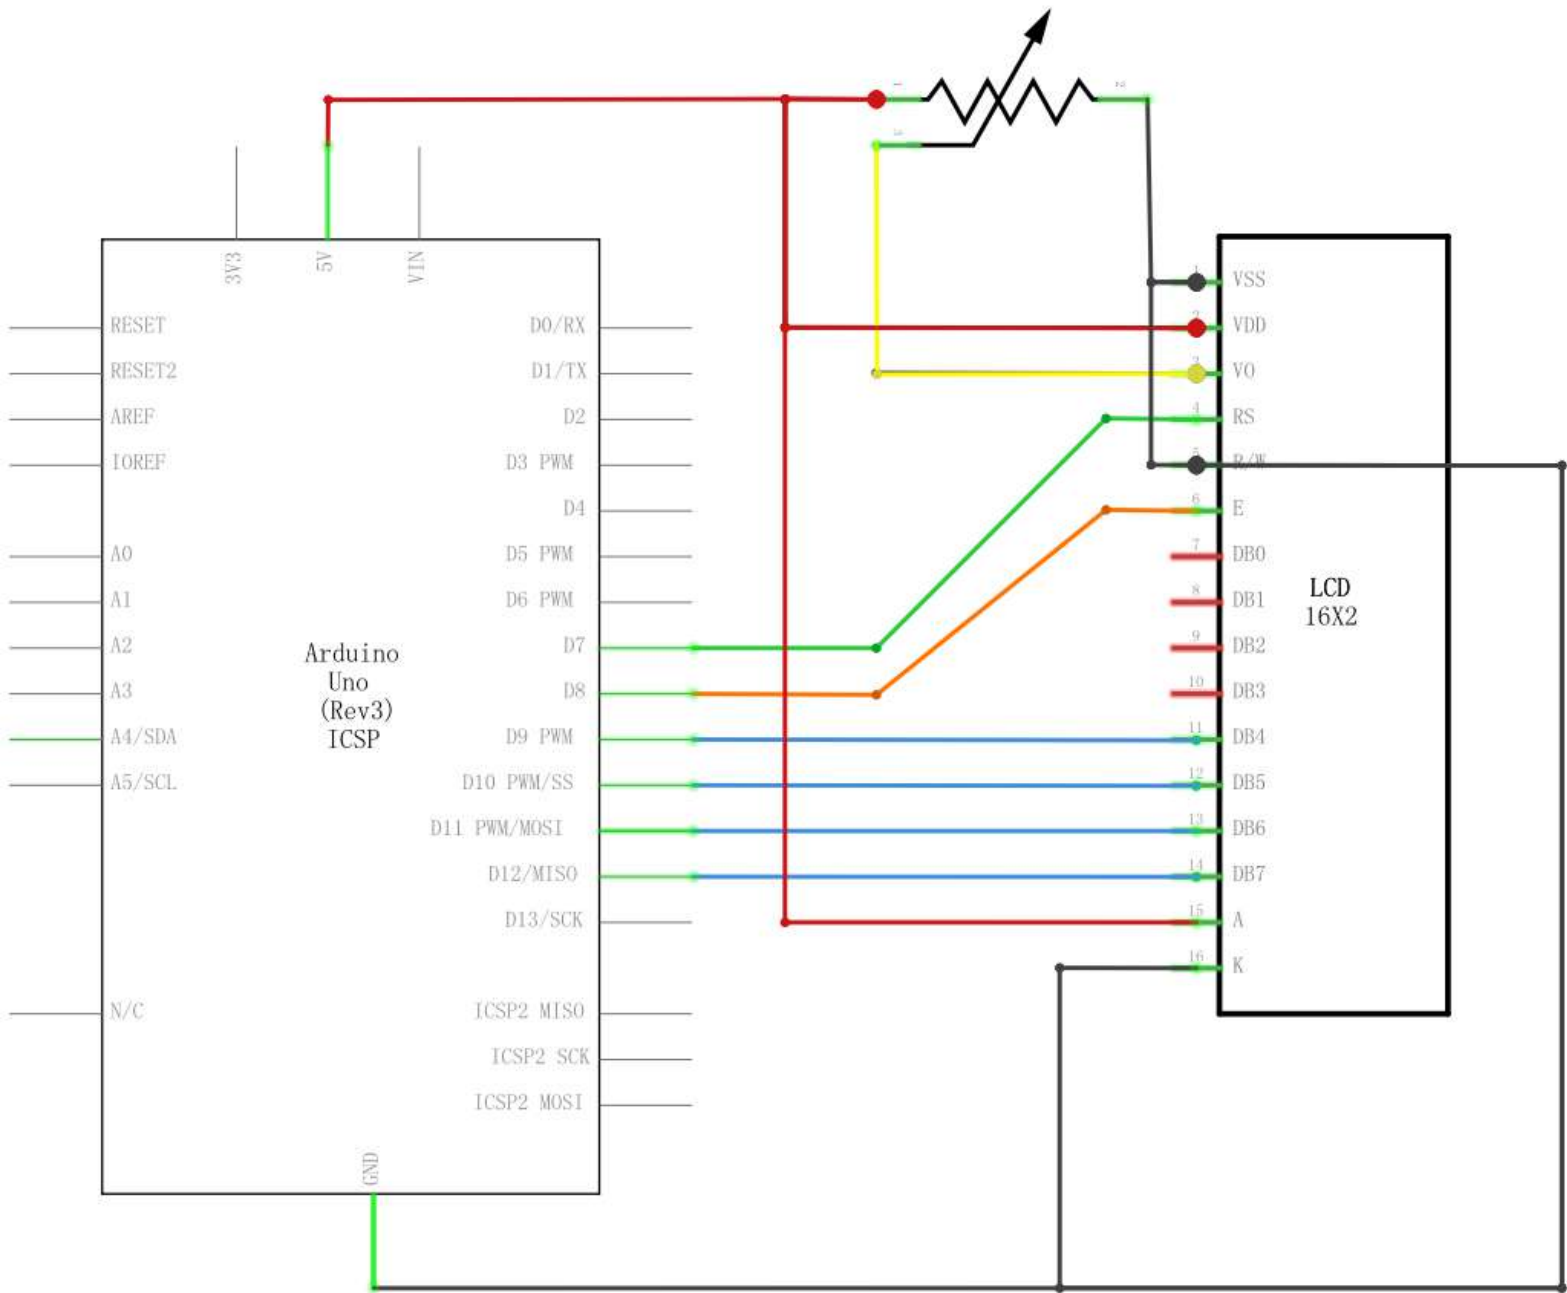 1
2
3
3V3
5V
VIN
RESET
RESET2
AREF
IOREF
A0
A1
A2
A3
A4/SDA
A5/SCL
N/C
Arduino
Uno
(Rev3)
ICSP
D0/RX
D1/TX
D2
D3 PWM
D4
D5 PWM
D6 PWM
D7
D8
D9 PWM
D10 PWM/SS
D11 PWM/MOSI
D12/MISO
D13/SCK
ICSP2 MISO
ICSP2 SCK
ICSP2 MOSI
GND
1 VSS
2 VDD
3 VO
4 RS
5 R/W
6 E
7 DB0
8 DB1
9 DB2
10 DB3
11 DB4
12 DB5
13 DB6
14 DB7
15 A
16 K
LCD
16X2